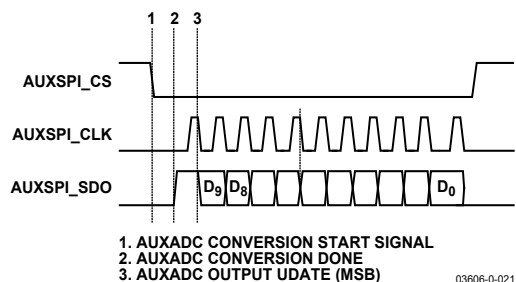 1 2 3
AUXSPI_CS
AUXSPI_CLK
AUXSPI_SDO
D9 D8 D0
1. AUXADC CONVERSION START SIGNAL
2. AUXADC CONVERSION DONE
3. AUXADC OUTPUT UDATE (MSB)
03606-0-021